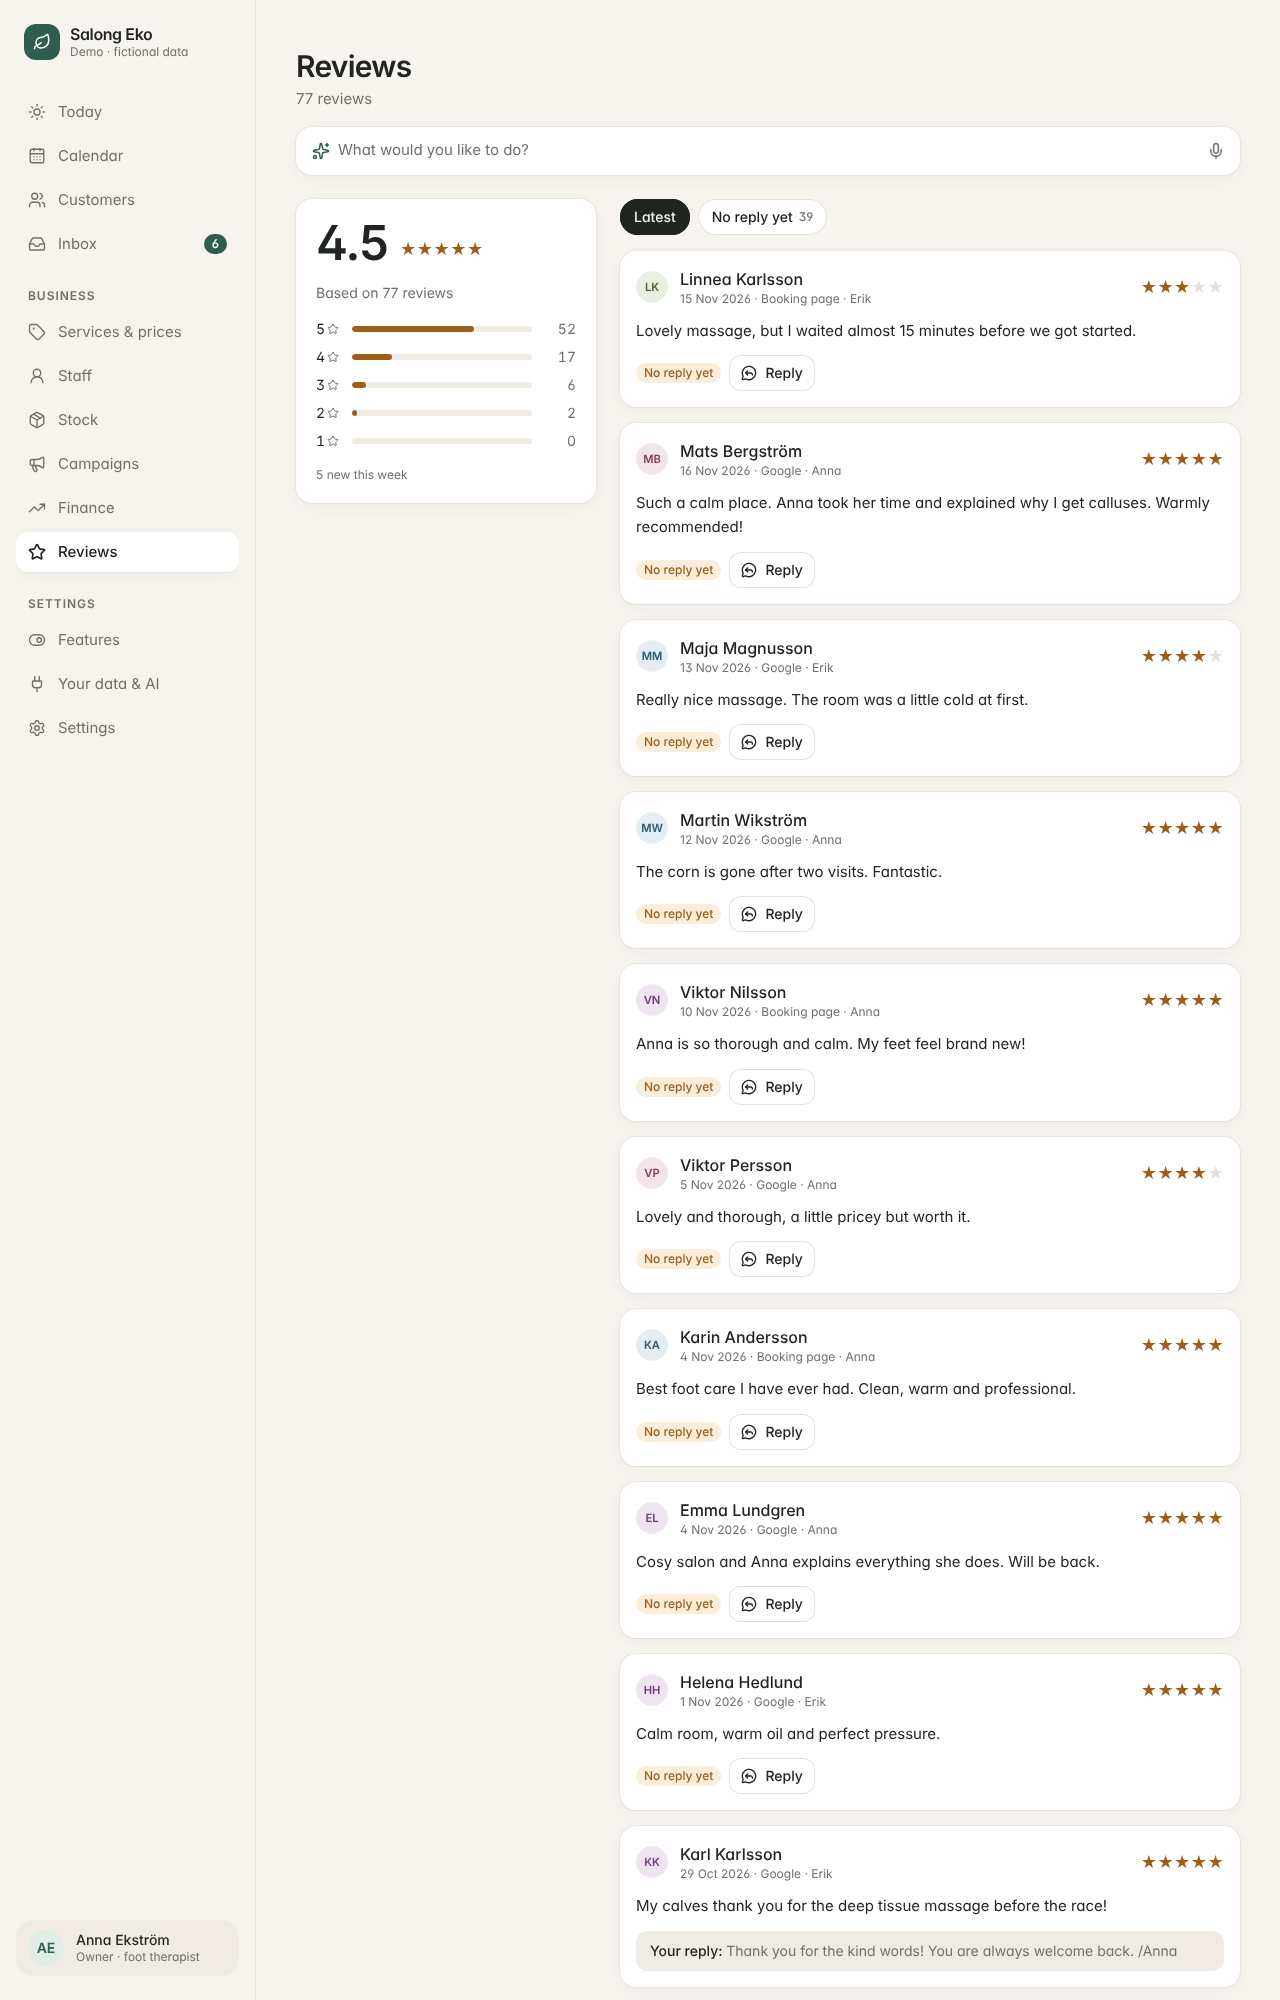 Salong Eko
Demo · fictional data
Today
Calendar
Customers
Inbox 6
BUSINESS
Services & prices
Staff
Stock
Campaigns
Finance
Reviews
SETTINGS
Features
Your data & AI
Settings
AE
Anna Ekström
Owner · foot therapist
Reviews
77 reviews
What would you like to do?
4.5 ★★★★★
Based on 77 reviews
5 52
4 17
3 6
2 2
1 0
5 new this week
Latest
No reply yet 39
LK
Linnea Karlsson
15 Nov 2026 · Booking page · Erik
Lovely massage, but I waited almost 15 minutes before we got started.
No reply yet Reply
MB
Mats Bergström
16 Nov 2026 · Google · Anna
Such a calm place. Anna took her time and explained why I get calluses. Warmly
recommended!
No reply yet Reply
MM
Maja Magnusson
13 Nov 2026 · Google · Erik
Really nice massage. The room was a little cold at first.
No reply yet Reply
MW
Martin Wikström
12 Nov 2026 · Google · Anna
The corn is gone after two visits. Fantastic.
No reply yet Reply
VN
Viktor Nilsson
10 Nov 2026 · Booking page · Anna
Anna is so thorough and calm. My feet feel brand new!
No reply yet Reply
VP
Viktor Persson
5 Nov 2026 · Google · Anna
Lovely and thorough, a little pricey but worth it.
No reply yet Reply
KA
Karin Andersson
4 Nov 2026 · Booking page · Anna
Best foot care I have ever had. Clean, warm and professional.
No reply yet Reply
EL
Emma Lundgren
4 Nov 2026 · Google · Anna
Cosy salon and Anna explains everything she does. Will be back.
No reply yet Reply
HH
Helena Hedlund
1 Nov 2026 · Google · Erik
Calm room, warm oil and perfect pressure.
No reply yet Reply
KK
Karl Karlsson
29 Oct 2026 · Google · Erik
My calves thank you for the deep tissue massage before the race!
Your reply: Thank you for the kind words! You are always welcome back. /Anna